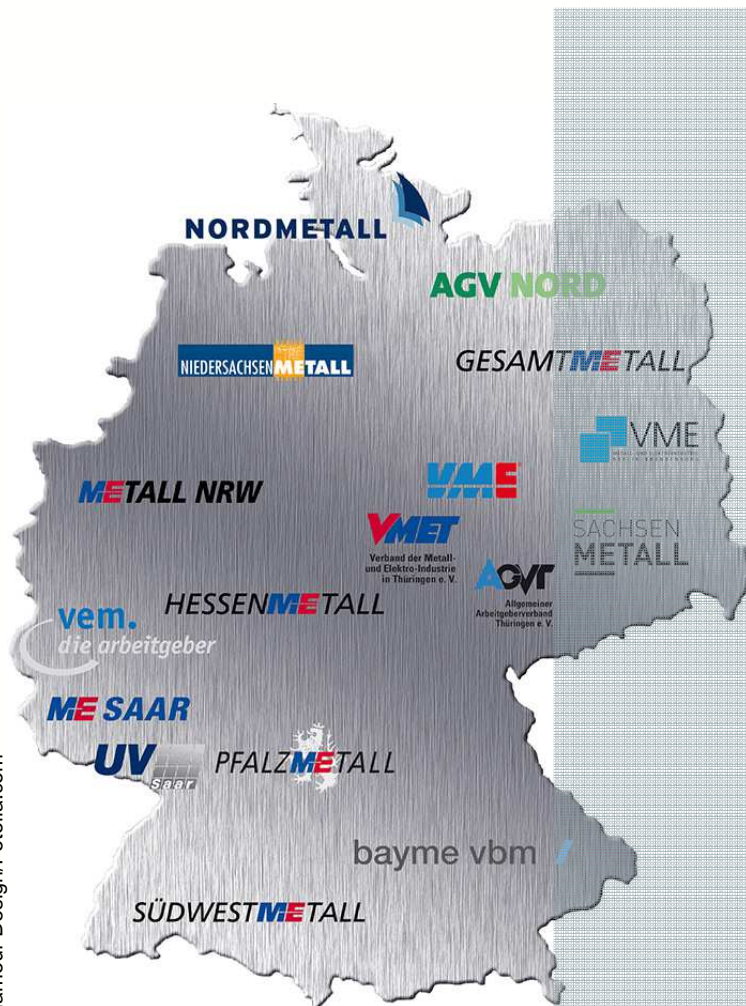 NORDMETALL
AGV NORD
NIEDERSACHSENMETALL
GESAMTMETALL
VME
METALL NRW
VME
VMET
Verband der Metall-
und Elektro-Industrie
in Thüringen e. V.
SACHSEN
METALL
AGVT
Allgemeiner
Arbeitgeberverband
Thüringen e. V.
HESSENMETALL
vem.
die arbeitgeber
ME SAAR
UV
Saar
PFALZMETALL
bayme vbm
SÜDWESTMETALL